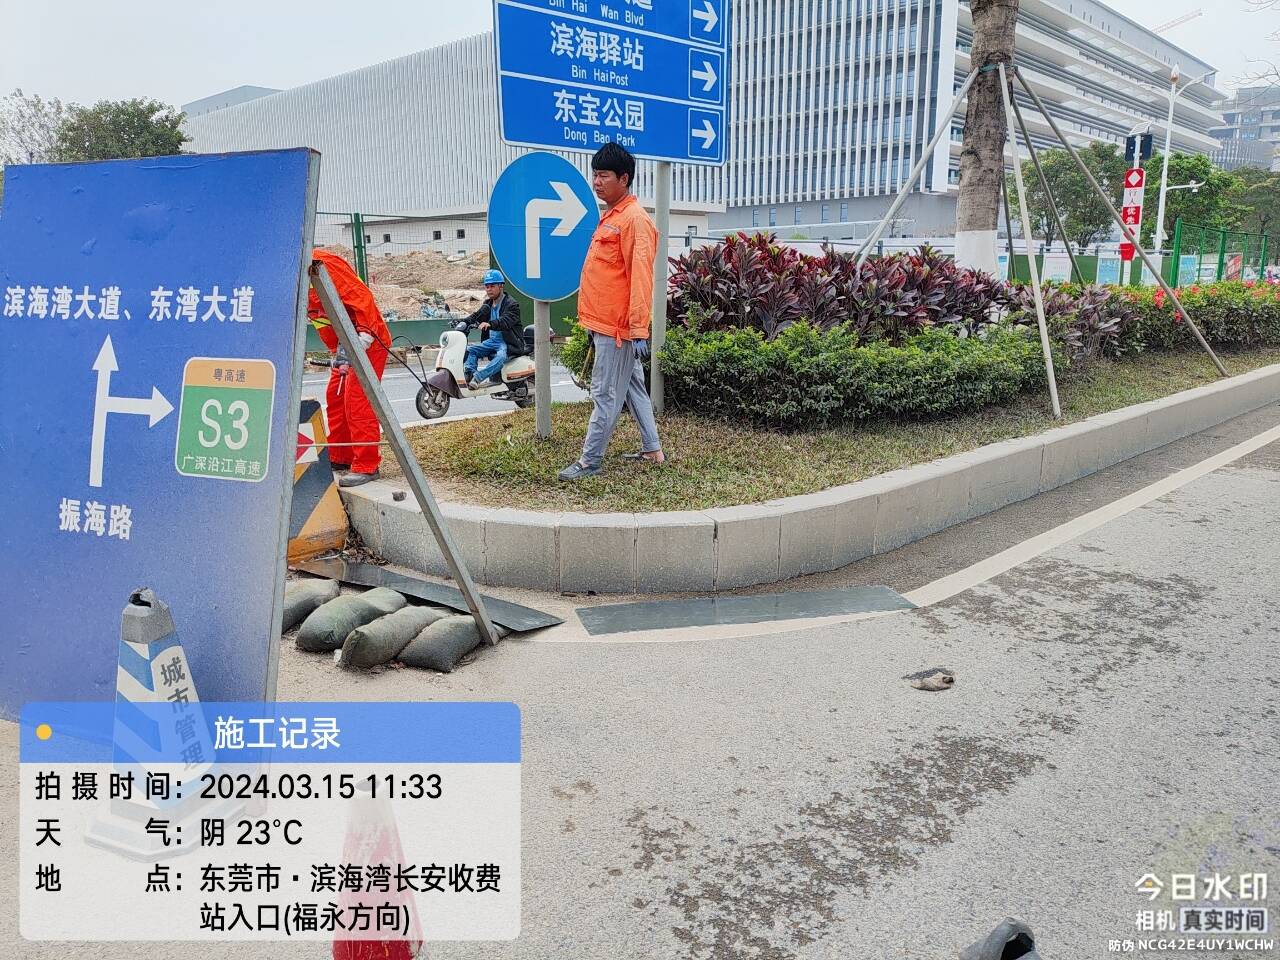 Bin Hai Wan Blvd
滨海驿站
Bin Hai Post
东宝公园
Dong Bao Park
行人优先
滨海湾大道、东湾大道
粤高速
S3
广深沿江高速
振海路
城市管理
施工记录
拍摄时间：2024.03.15 11:33
天气：阴 23℃
地点：东莞市·滨海湾长安收费
站入口(福永方向)
今日水印
相机 真实时间
防伪 NCG42E4UY1WCHW